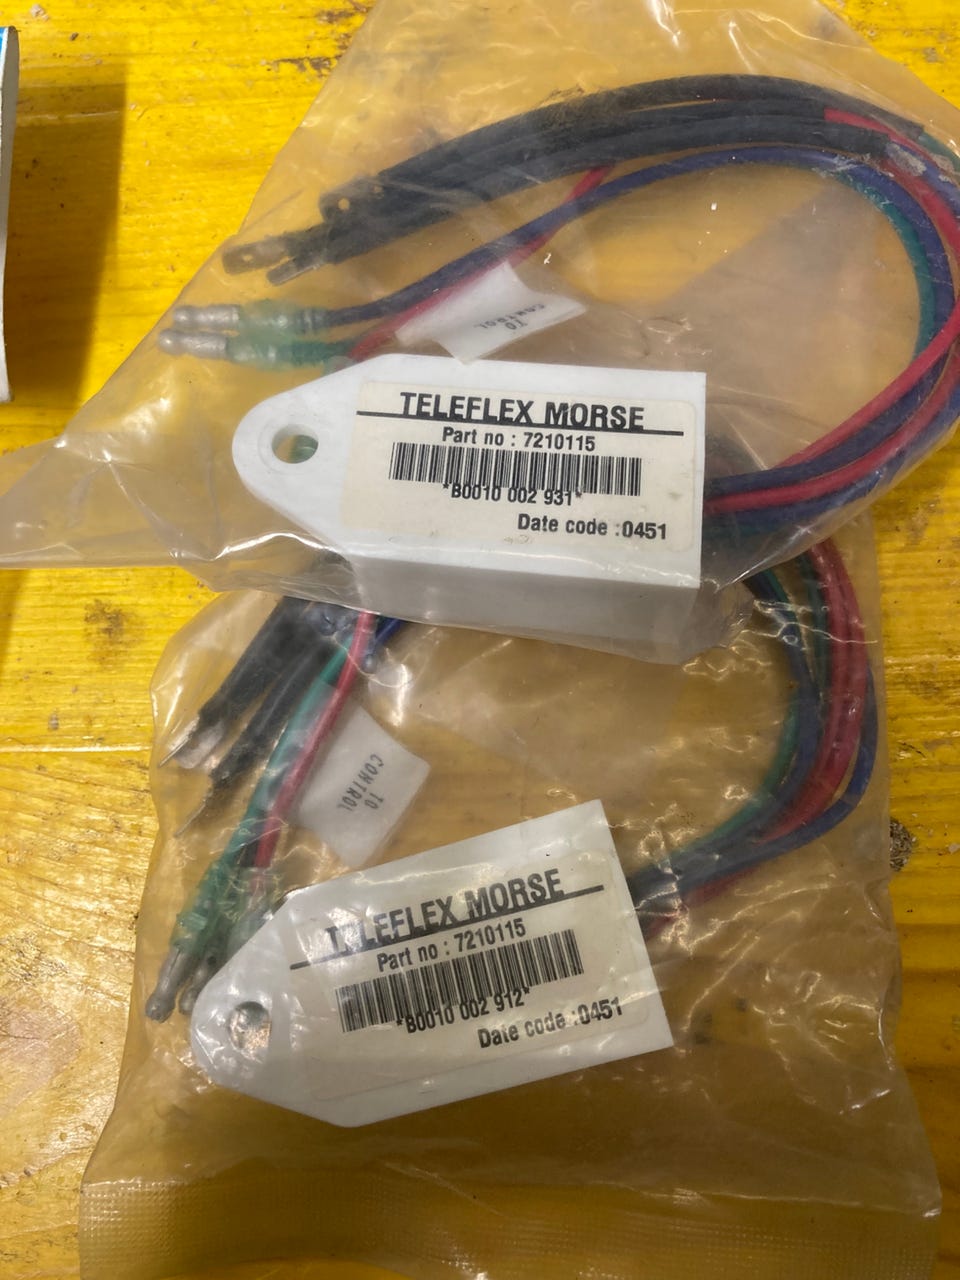 TO
CONTROL
TELEFLEX MORSE
Part no : 7210115
*B0010 002 931*
Date code :0451
TO
CONTROL
TELEFLEX MORSE
Part no : 7210115
*B0010 002 912*
Date code :0451